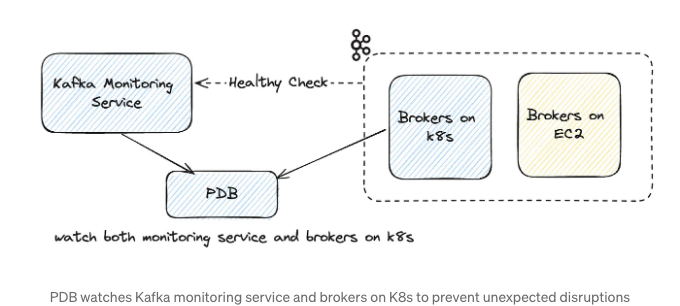 Kafka Monitoring
Service
Healthy Check
Brokers on
k8s
Brokers on
EC2
PDB
watch both monitoring service and brokers on k8s
PDB watches Kafka monitoring service and brokers on K8s to prevent unexpected disruptions